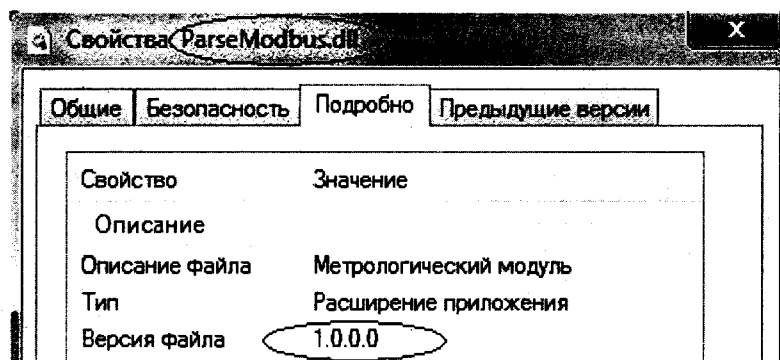 Свойства: ParseModbus.dll
X
Общие Безопасность Подробно Предыдущие версии
Свойство Значение
Описание
Описание файла Метрологический модуль
Тип Расширение приложения
Версия файла 1.0.0.0